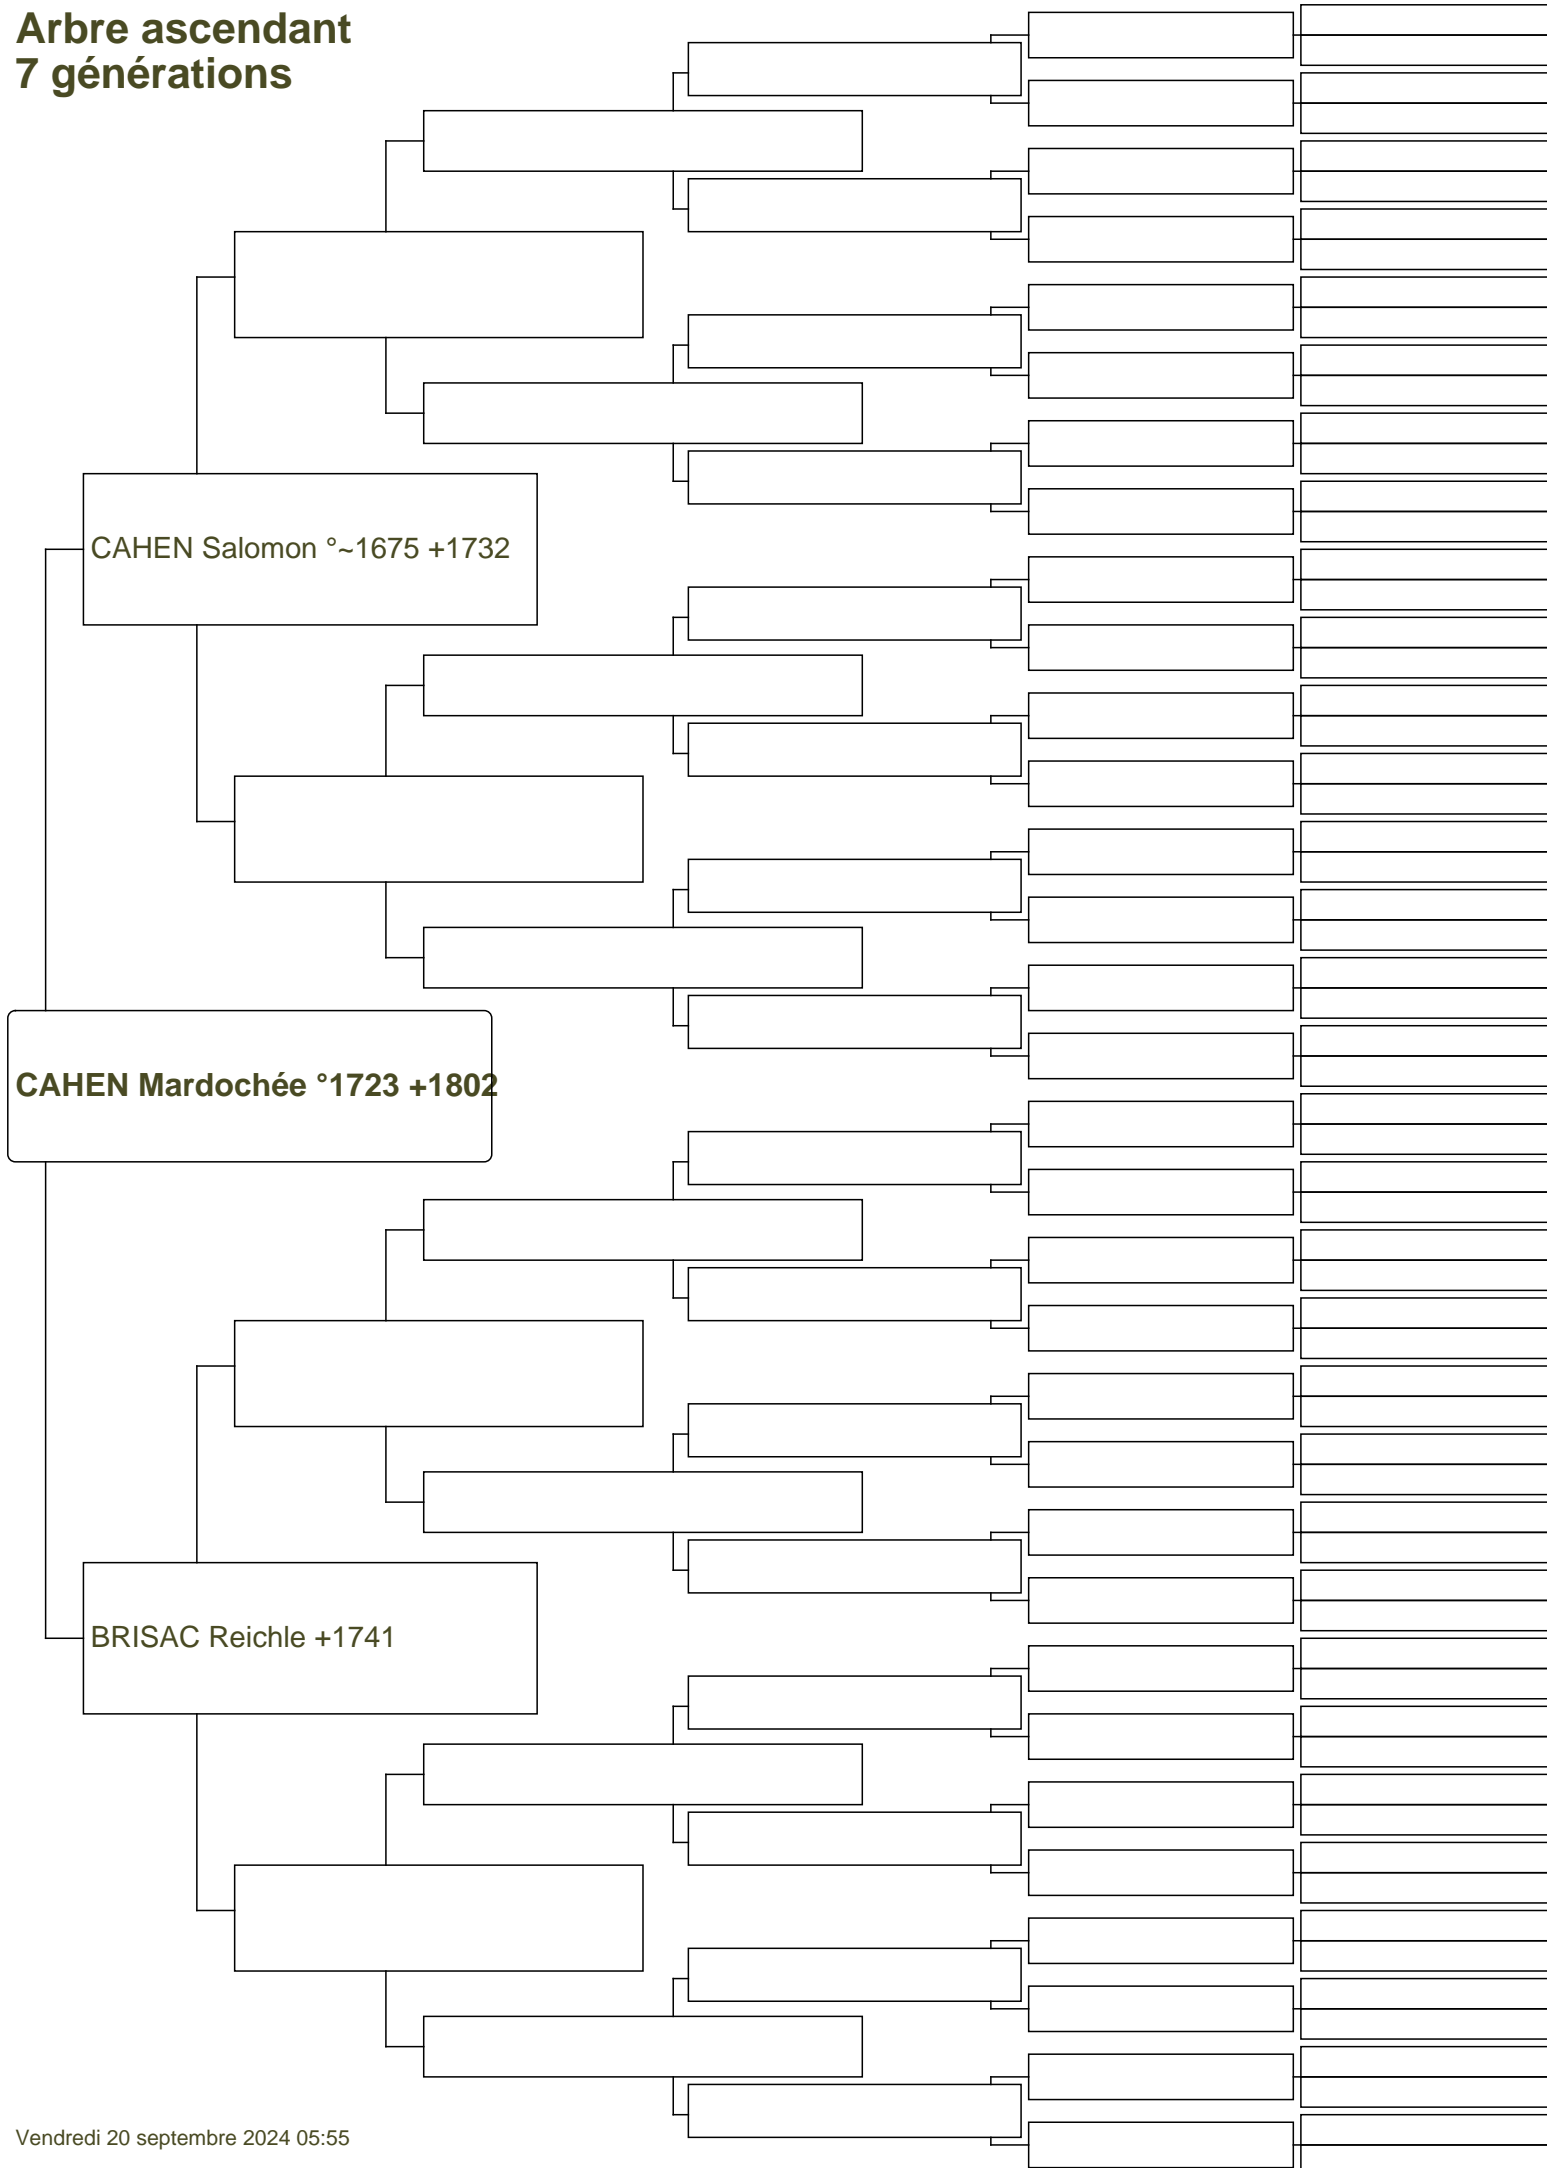 Arbre ascendant
7 générations
CAHEN Salomon °~1675 +1732
CAHEN Mardochée °1723 +1802
BRISAC Reichle +1741
Vendredi 20 septembre 2024 05:55